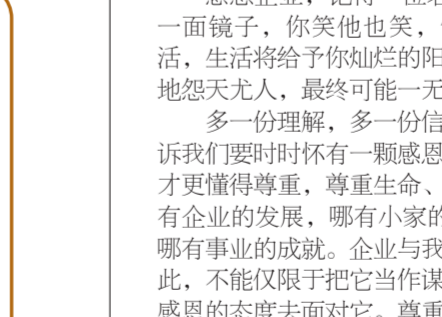 一面镜子，你笑他也笑，
活，生活将给予你灿烂的阳
地怨天尤人，最终可能一无
多一份理解，多一份信
诉我们要时时怀有一颗感恩
才更懂得尊重，尊重生命、
有企业的发展，哪有小家的
哪有事业的成就。企业与我
此，不能仅限于把它当作谋
感恩的态度去面对它。尊重